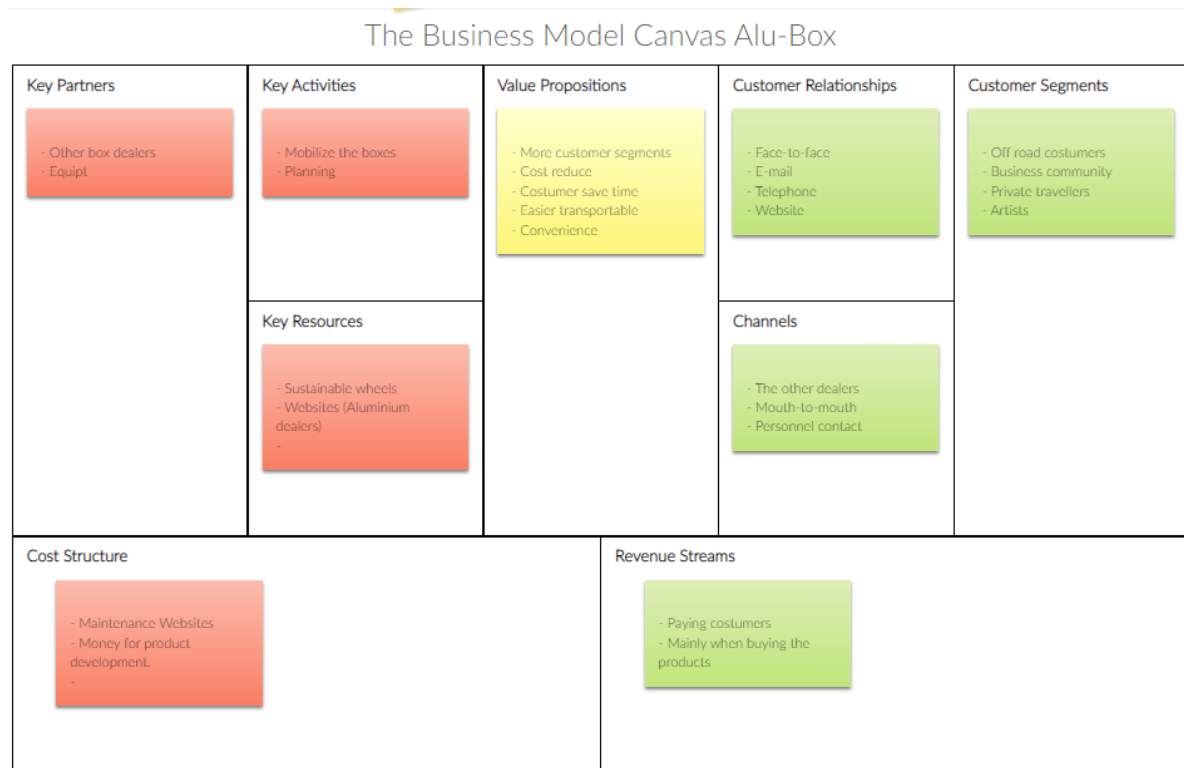 The Business Model Canvas Alu-Box
Key Partners
- Other box dealers
- Equipt
Key Activities
- Mobilize the boxes
- Planning
Key Resources
- Sustainable wheels
- Websites (Aluminium
dealers)
-
Value Propositions
- More customer segments
- Cost reduce
- Costumer save time
- Easier transportable
- Convenience
Customer Relationships
- Face-to-face
- E-mail
- Telephone
- Website
Channels
- The other dealers
- Mouth-to-mouth
- Personnel contact
Customer Segments
- Off road costumers
- Business community
- Private travellers
- Artists
Cost Structure
- Maintenance Websites
- Money for product
development.
-
Revenue Streams
- Paying costumers
- Mainly when buying the
products